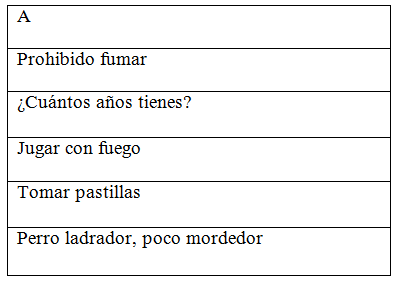 A
Prohibido fumar
¿Cuántos años tienes?
Jugar con fuego
Tomar pastillas
Perro ladrador, poco mordedor